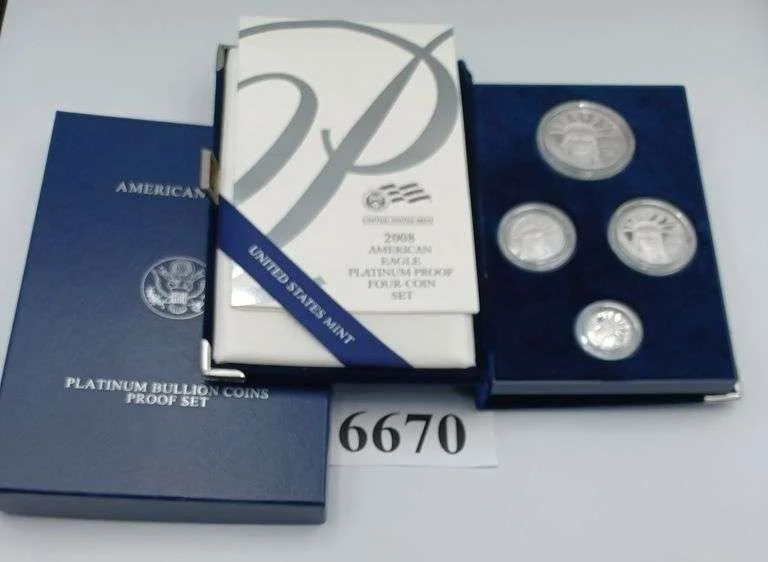 AMERICAN
PLATINUM BULLION COINS
PROOF SET
UNITED STATES MINT
2008
AMERICAN
EAGLE
PLATINUM PROOF
FOUR-COIN
SET
UNITED STATES MINT
6670